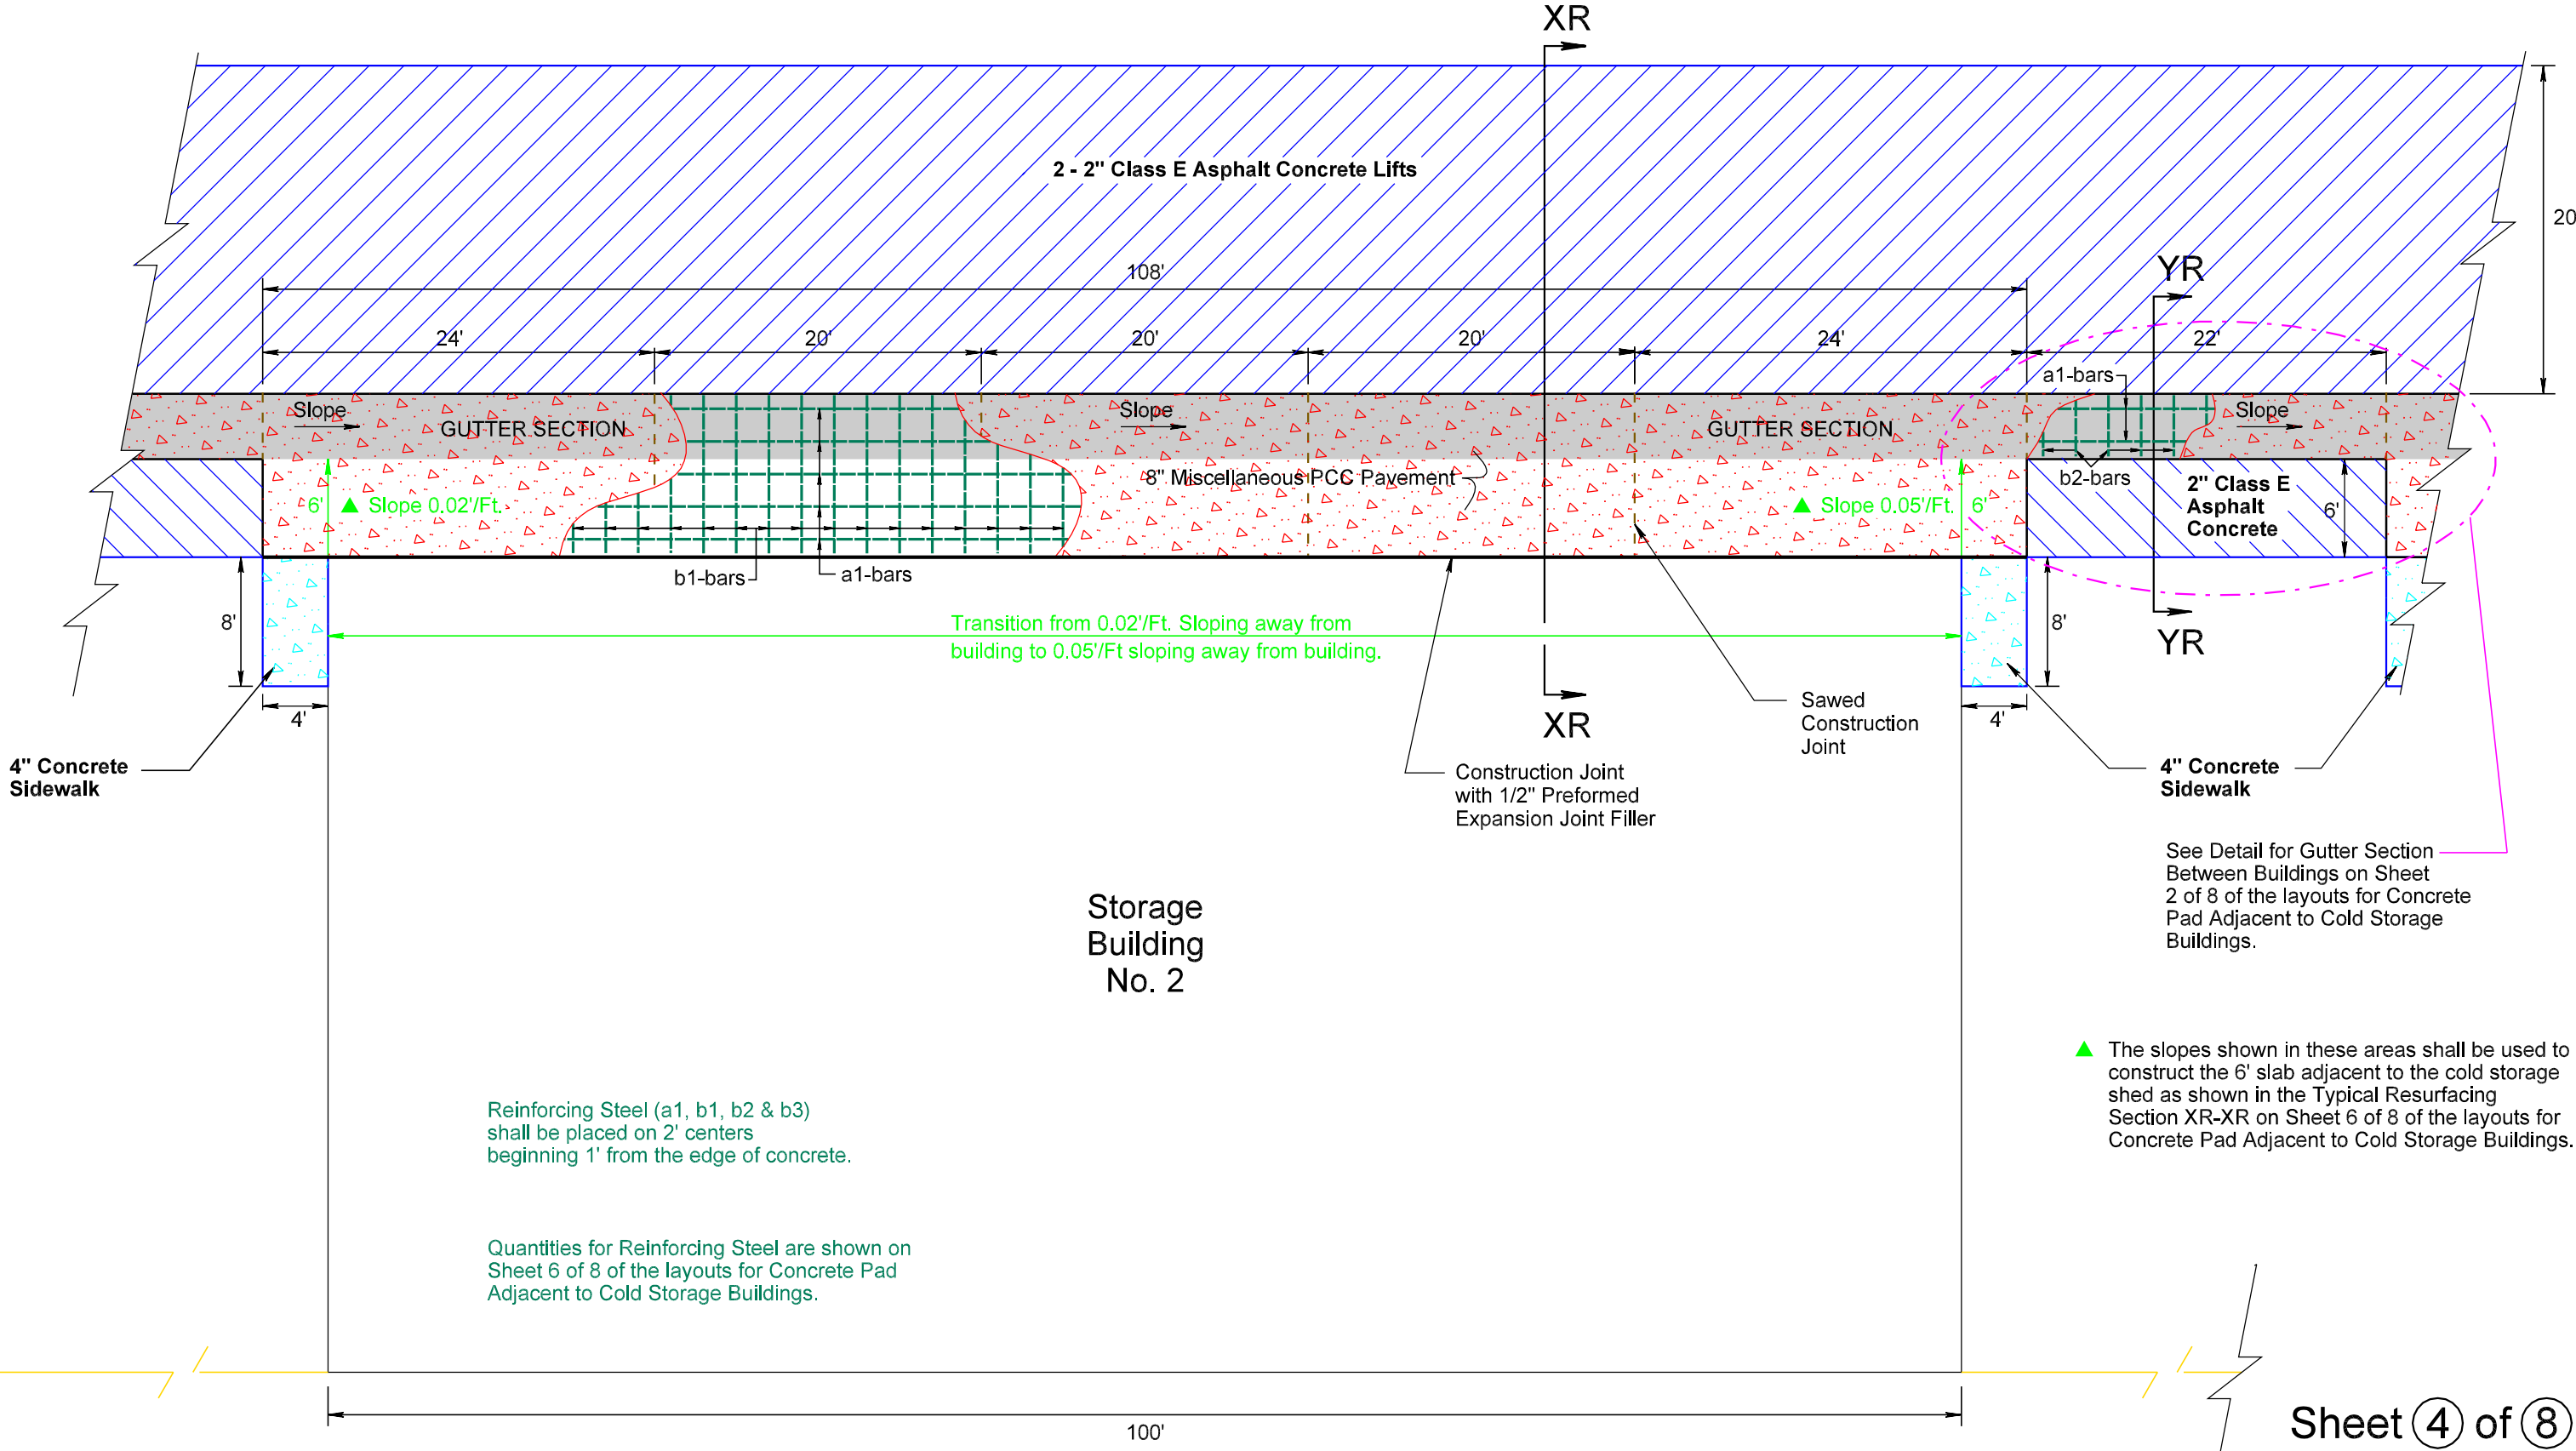 XR
2 - 2" Class E Asphalt Concrete Lifts
20
108'
YR
24'
20'
20'
20'
24'
22'
a1-bars
Slope
GUTTER SECTION
Slope
GUTTER SECTION
Slope
6'
▲ Slope 0.02'/Ft.
8" Miscellaneous PCC Pavement
▲ Slope 0.05'/Ft.
6'
b2-bars
2" Class E
Asphalt
Concrete
6'
b1-bars
a1-bars
8'
Transition from 0.02'/Ft. Sloping away from
building to 0.05'/Ft sloping away from building.
8'
YR
4'
XR
Sawed
Construction
Joint
4'
4" Concrete
Sidewalk
Construction Joint
with 1/2" Preformed
Expansion Joint Filler
4" Concrete
Sidewalk
See Detail for Gutter Section
Between Buildings on Sheet
2 of 8 of the layouts for Concrete
Pad Adjacent to Cold Storage
Buildings.
Storage
Building
No. 2
▲ The slopes shown in these areas shall be used to
construct the 6' slab adjacent to the cold storage
shed as shown in the Typical Resurfacing
Section XR-XR on Sheet 6 of 8 of the layouts for
Concrete Pad Adjacent to Cold Storage Buildings.
Reinforcing Steel (a1, b1, b2 & b3)
shall be placed on 2' centers
beginning 1' from the edge of concrete.
Quantities for Reinforcing Steel are shown on
Sheet 6 of 8 of the layouts for Concrete Pad
Adjacent to Cold Storage Buildings.
100'
Sheet 4 of 8